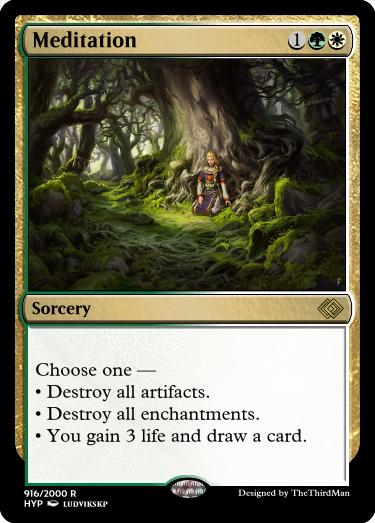 Meditation 1
Sorcery
Choose one —
• Destroy all artifacts.
• Destroy all enchantments.
• You gain 3 life and draw a card.
916/2000 R
HYP LUDVIKSKP
Designed by TheThirdMan